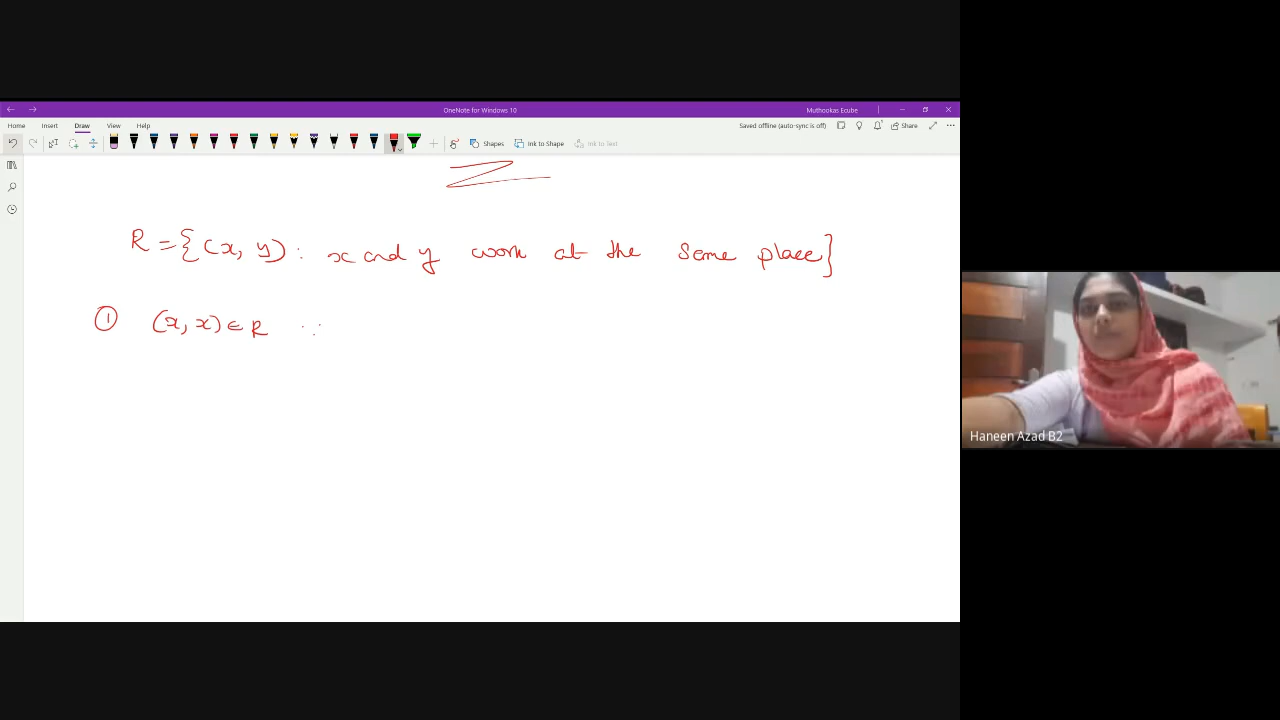 OneNote for Windows 10
Muthookas Ecube
Home Insert Draw View Help
Saved offline (auto-sync is off)
Share
Shapes Ink to Shape Ink to Text
R = {(x, y) : x and y work at the same place}
① (x, x) ∈ R ∵
Haneen Azad B2